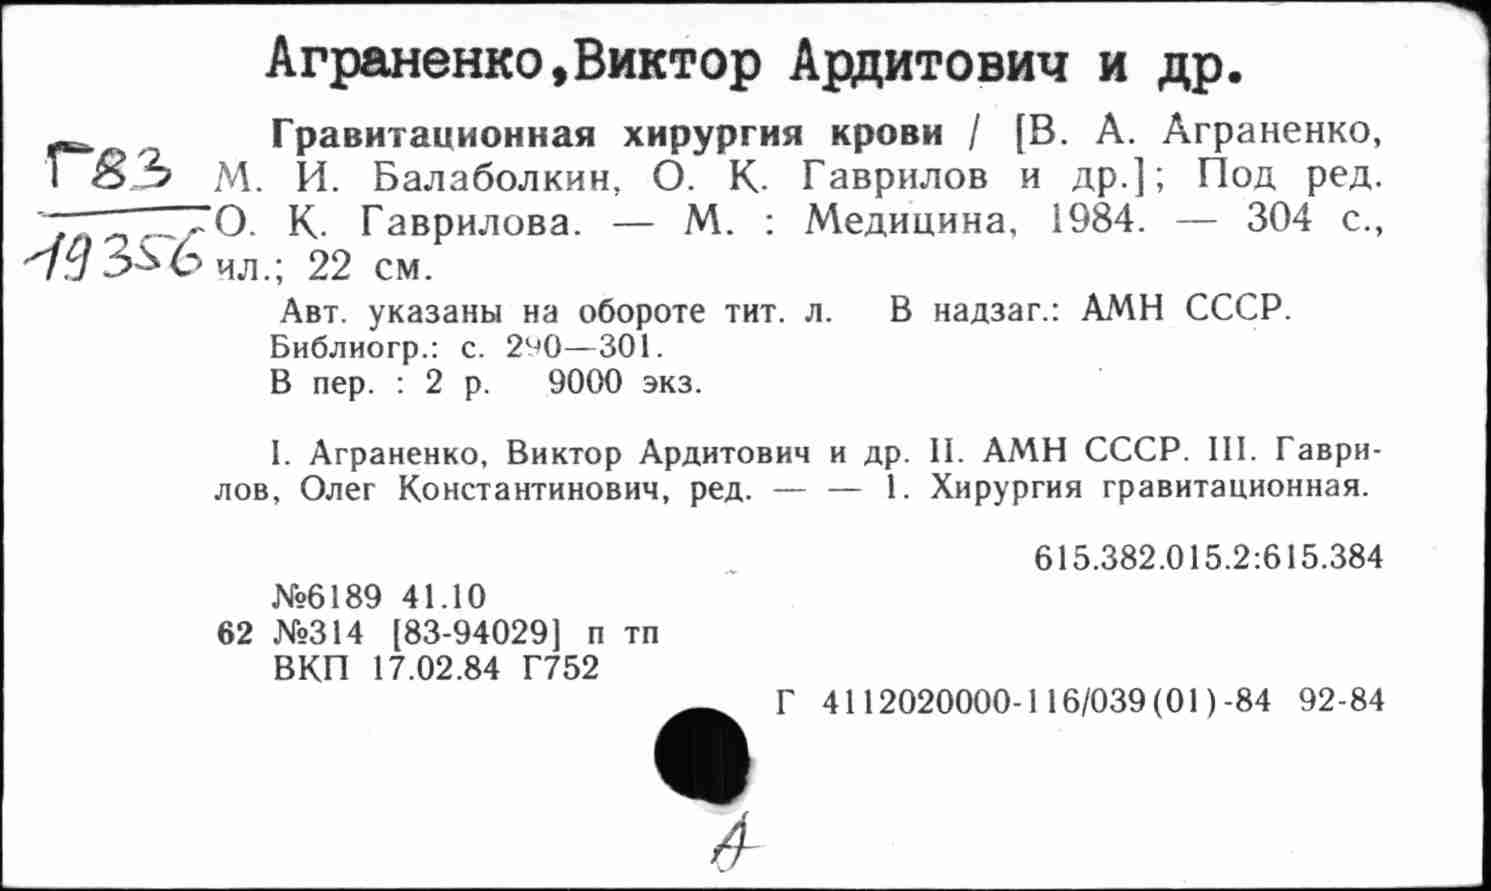 Аграненко,Виктор Ардитович и др.
Гравитационная хирургия крови / [В. А. Аграненко,
Г83
М. И. Балаболкин, О. К. Гаврилов и др.]; Под ред.
О. К. Гаврилова. — М. : Медицина, 1984. — 304 с.,
19356
ил.; 22 см.
Авт. указаны на обороте тит. л. В надзаг.: АМН СССР.
Библиогр.: с. 290—301.
В пер. : 2 р. 9000 экз.
I. Аграненко, Виктор Ардитович и др. II. АМН СССР. III. Гаври-
лов, Олег Константинович, ред. — — 1. Хирургия гравитационная.
615.382.015.2:615.384
№6189 41.10
62 №314 [83-94029] п тп
ВКП 17.02.84 Г752
Г 4112020000-116/039(01)-84 92-84
А